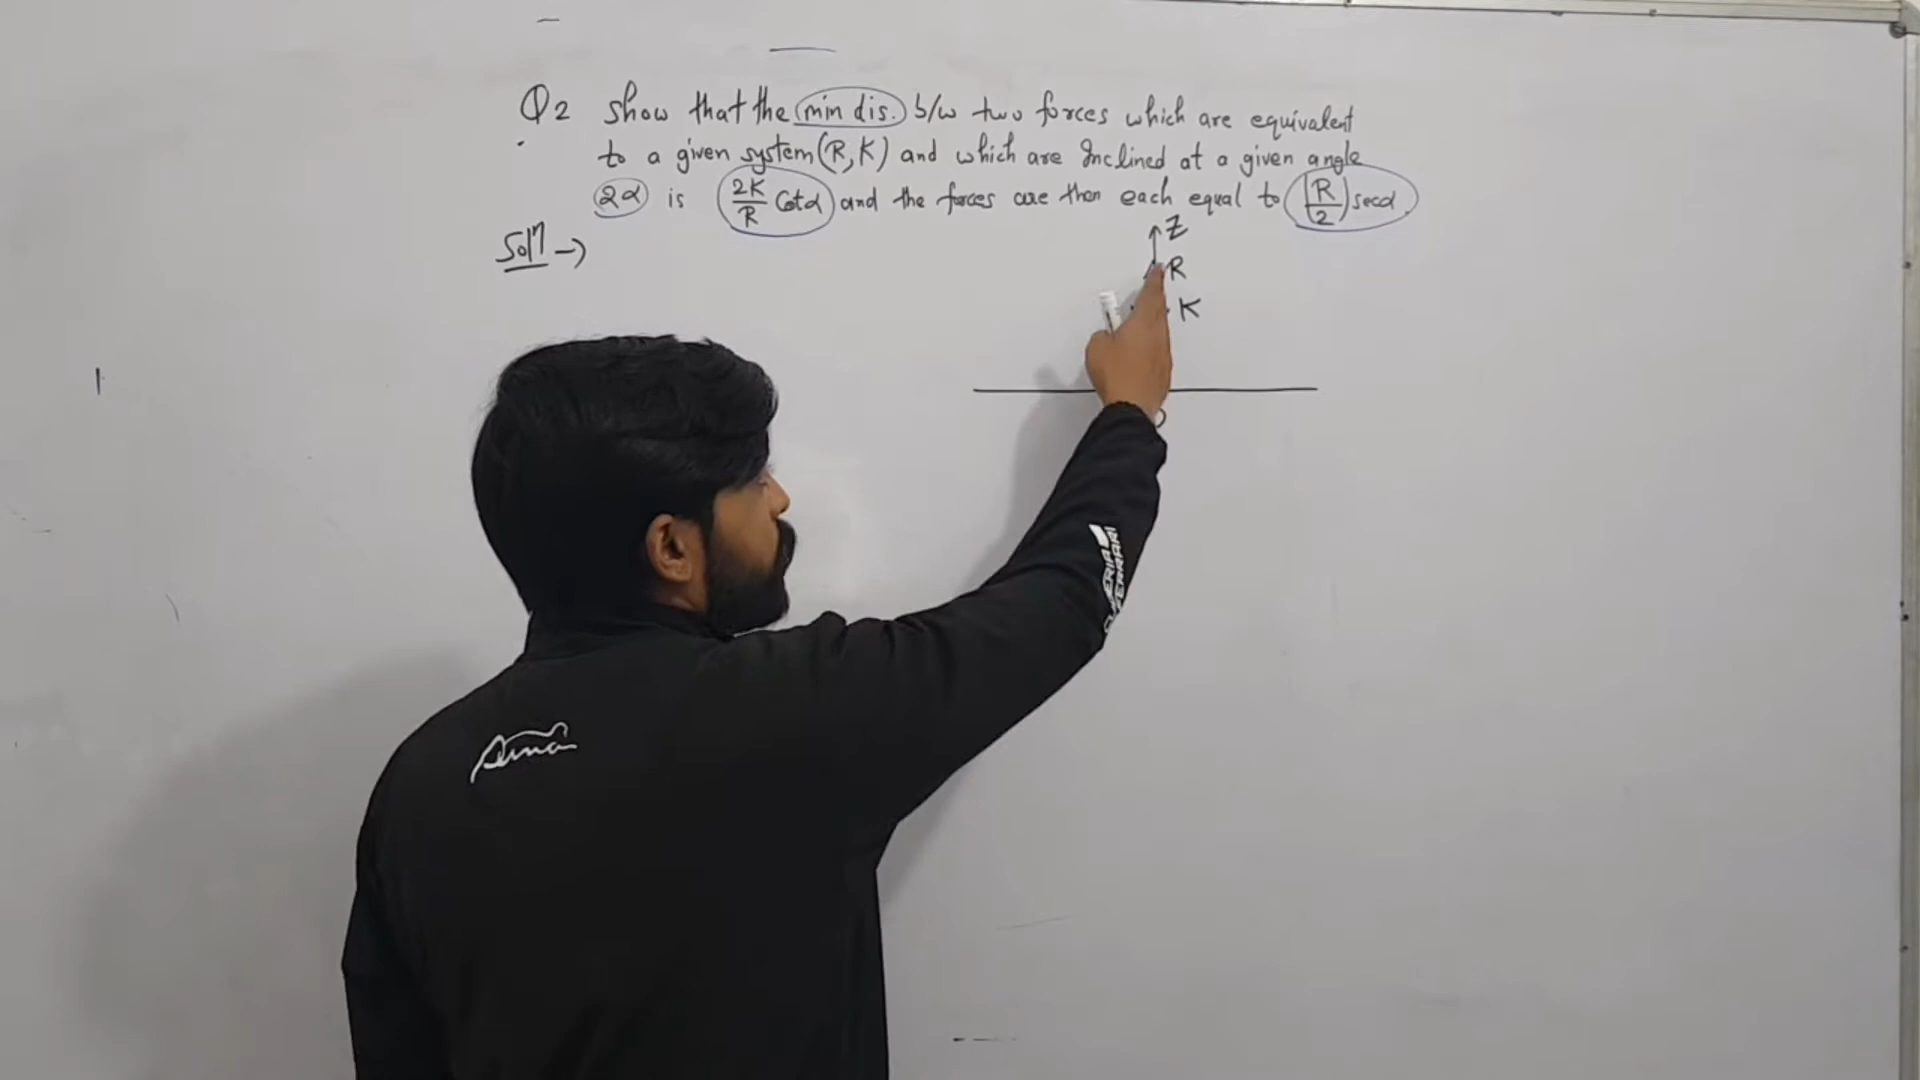 Q2 Show that the min dis. b/w two forces which are equivalent
to a given system (R, K) and which are Inclined at a given angle
2α is 2K/R Cotα and the forces are then each equal to (R/2) secα.
Solⁿ →
Z
R
K